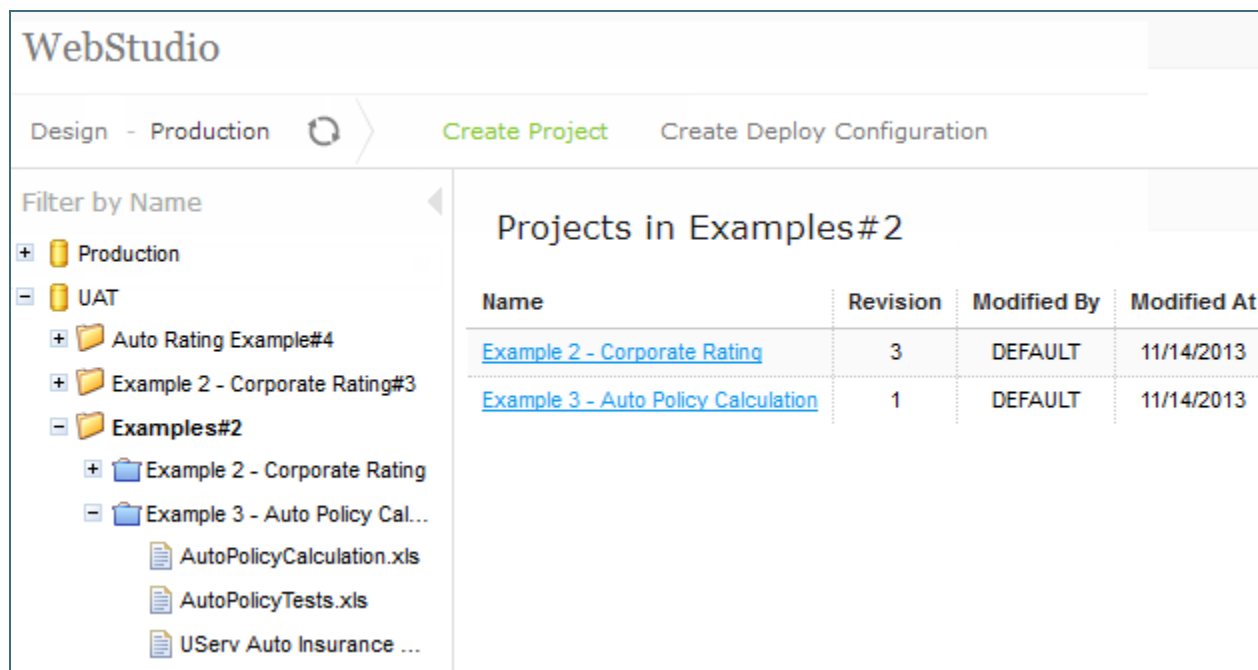 WebStudio
Design - Production
Create Project
Create Deploy Configuration
Filter by Name
Production
UAT
Auto Rating Example#4
Example 2 - Corporate Rating#3
Examples#2
Example 2 - Corporate Rating
Example 3 - Auto Policy Cal...
AutoPolicyCalculation.xls
AutoPolicyTests.xls
UServ Auto Insurance ...
Projects in Examples#2
Name Revision Modified By Modified At
Example 2 - Corporate Rating 3 DEFAULT 11/14/2013
Example 3 - Auto Policy Calculation 1 DEFAULT 11/14/2013